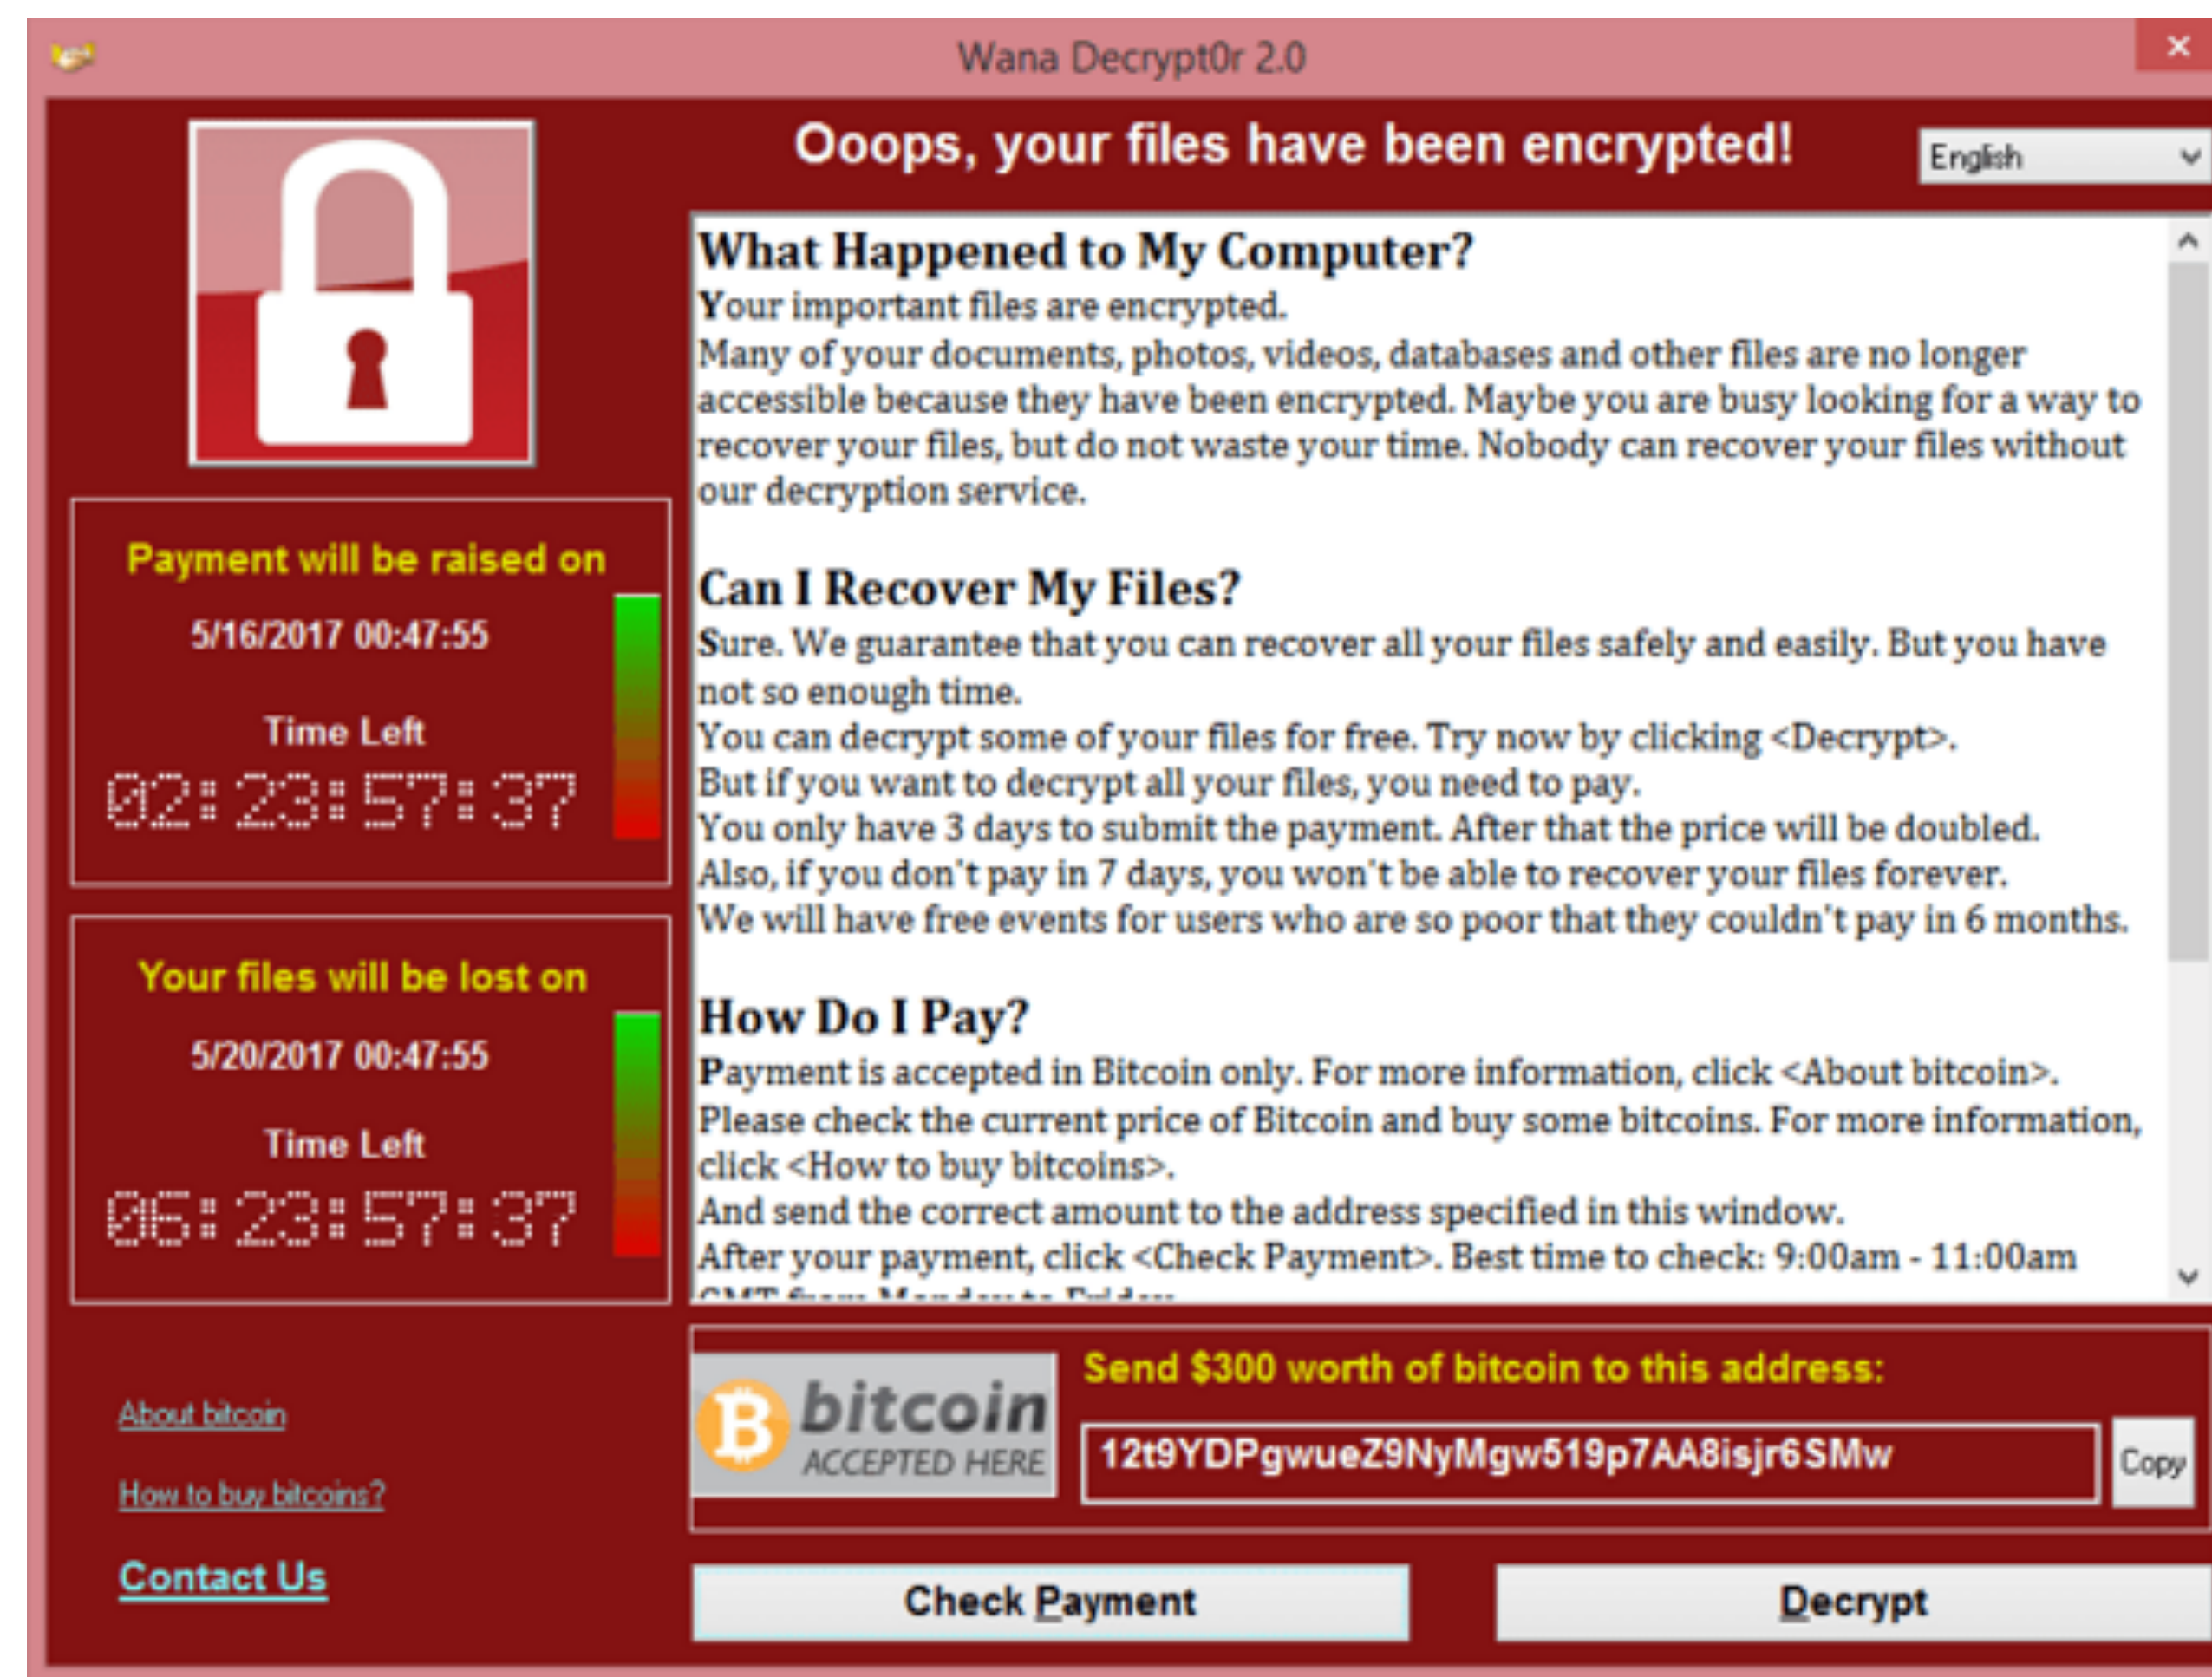 Wana Decrypt0r 2.0
Ooops, your files have been encrypted!
English
What Happened to My Computer?
Your important files are encrypted.
Many of your documents, photos, videos, databases and other files are no longer
accessible because they have been encrypted. Maybe you are busy looking for a way to
recover your files, but do not waste your time. Nobody can recover your files without
our decryption service.
Can I Recover My Files?
Sure. We guarantee that you can recover all your files safely and easily. But you have
not so enough time.
You can decrypt some of your files for free. Try now by clicking <Decrypt>.
But if you want to decrypt all your files, you need to pay.
You only have 3 days to submit the payment. After that the price will be doubled.
Also, if you don't pay in 7 days, you won't be able to recover your files forever.
We will have free events for users who are so poor that they couldn't pay in 6 months.
How Do I Pay?
Payment is accepted in Bitcoin only. For more information, click <About bitcoin>.
Please check the current price of Bitcoin and buy some bitcoins. For more information,
click <How to buy bitcoins>.
And send the correct amount to the address specified in this window.
After your payment, click <Check Payment>. Best time to check: 9:00am - 11:00am
GMT from Monday to Friday.
Payment will be raised on
5/16/2017 00:47:55
Time Left
02:23:57:37
Your files will be lost on
5/20/2017 00:47:55
Time Left
06:23:57:37
About bitcoin
How to buy bitcoins?
Contact Us
bitcoin
ACCEPTED HERE
Send $300 worth of bitcoin to this address:
12t9YDPgwueZ9NyMgw519p7AA8isjr6SMw
Copy
Check Payment
Decrypt